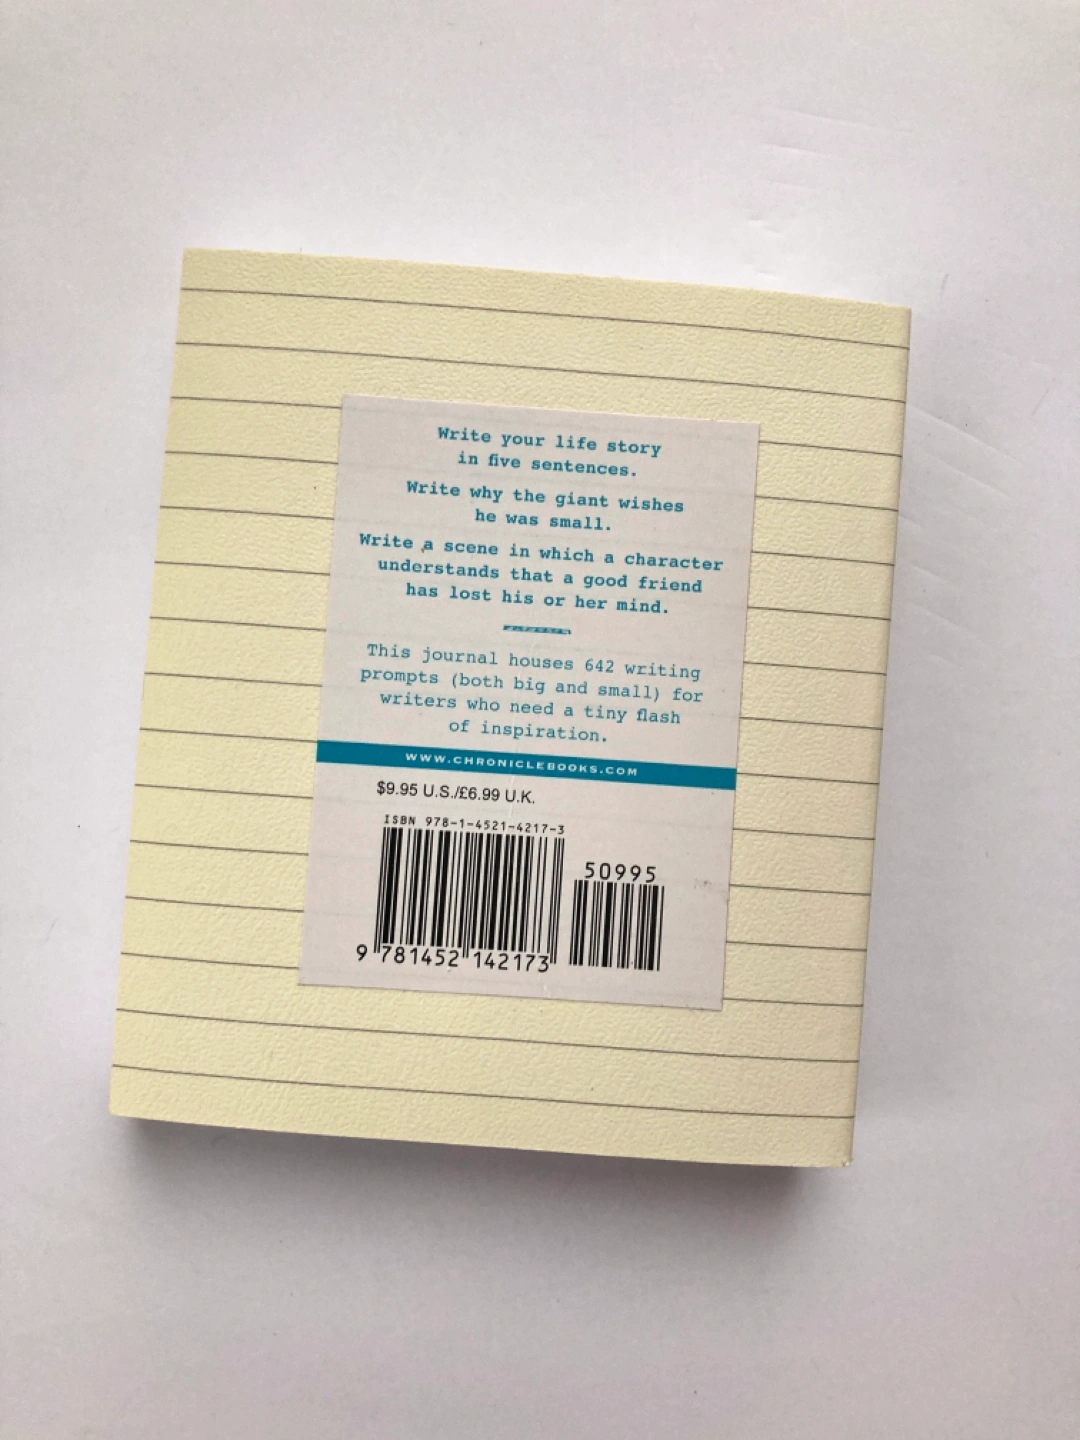 Write your life story
in five sentences.
Write why the giant wishes
he was small.
Write a scene in which a character
understands that a good friend
has lost his or her mind.
This journal houses 642 writing
prompts (both big and small) for
writers who need a tiny flash
of inspiration.
WWW.CHRONICLEBOOKS.COM
$9.95 U.S./£6.99 U.K.
ISBN 978-1-4521-4217-3
50995
9 781452 142173